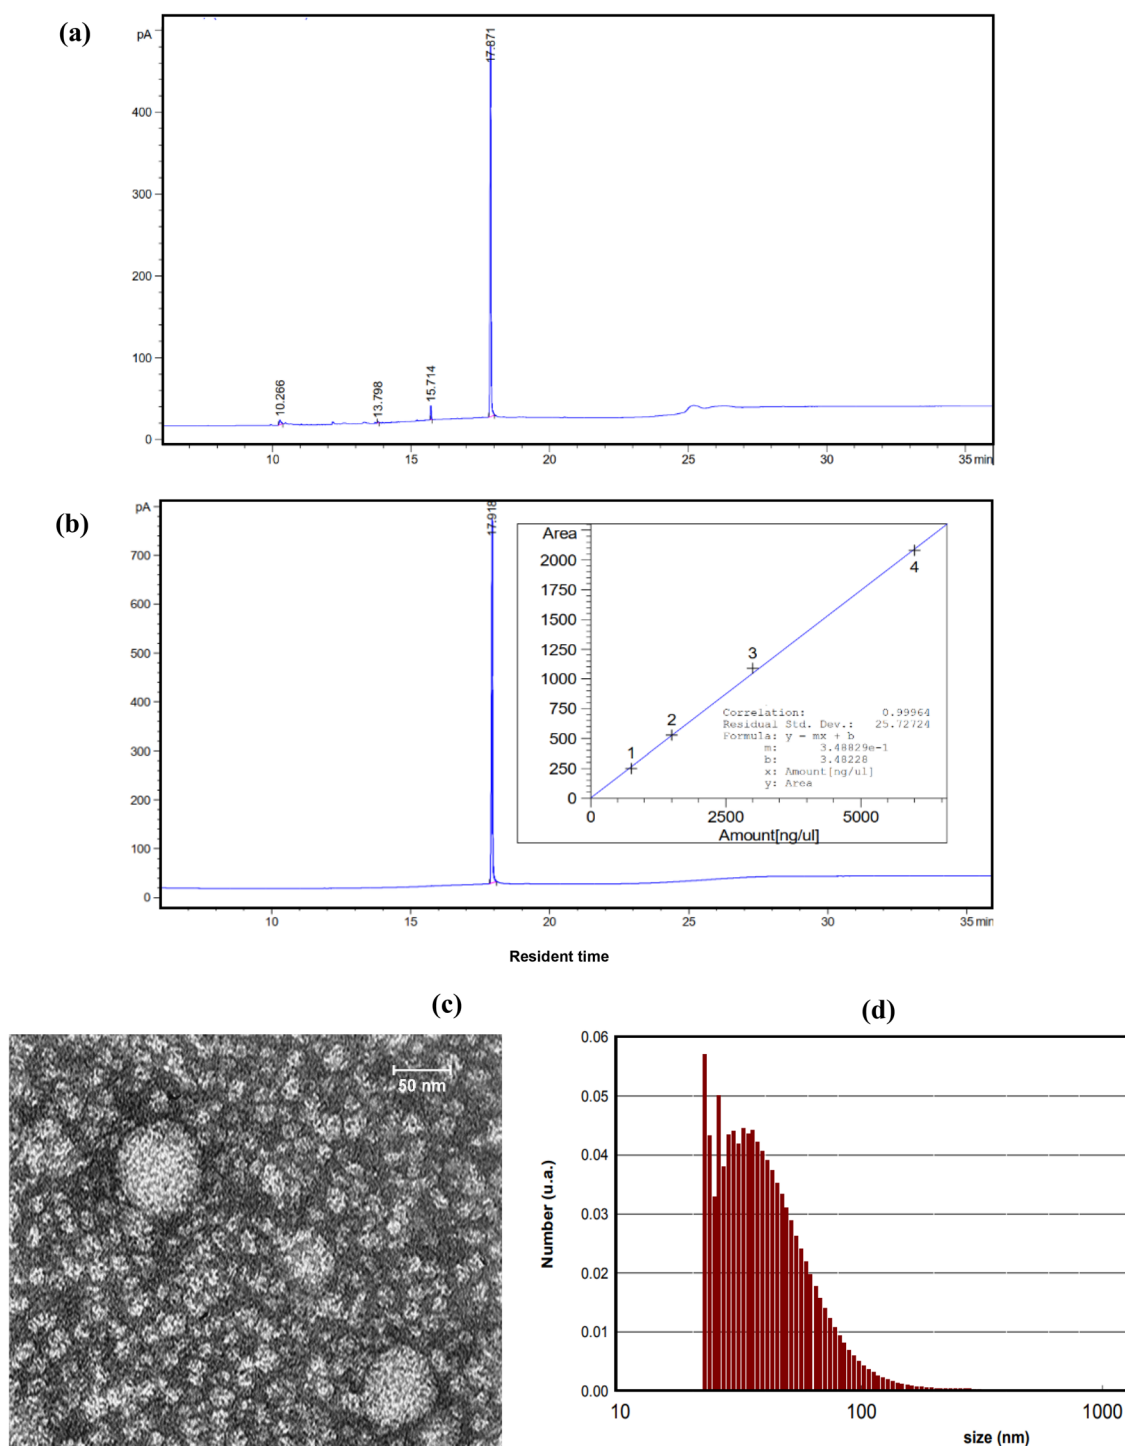 (a)
pA
17.871
400
300
200
100
0
10.266
13.798
15.714
10 15 20 25 30 35 min
(b)
pA
17.918
700
600
500
400
300
200
100
0
10 15 20 25 30 35 min
Area
2000
1750
1500
1250
1000
750
500
250
0
1
2
3
4
Correlation: 0.99964
Residual Std. Dev.: 25.72724
Formula: y = mx + b
m: 3.48829e-1
b: 3.48228
x: Amount[ng/ul]
y: Area
0 2500 5000
Amount[ng/ul]
Resident time
(c)
50 nm
(d)
Number (u.a.)
0.06
0.05
0.04
0.03
0.02
0.01
0.00
10 100 1000
size (nm)